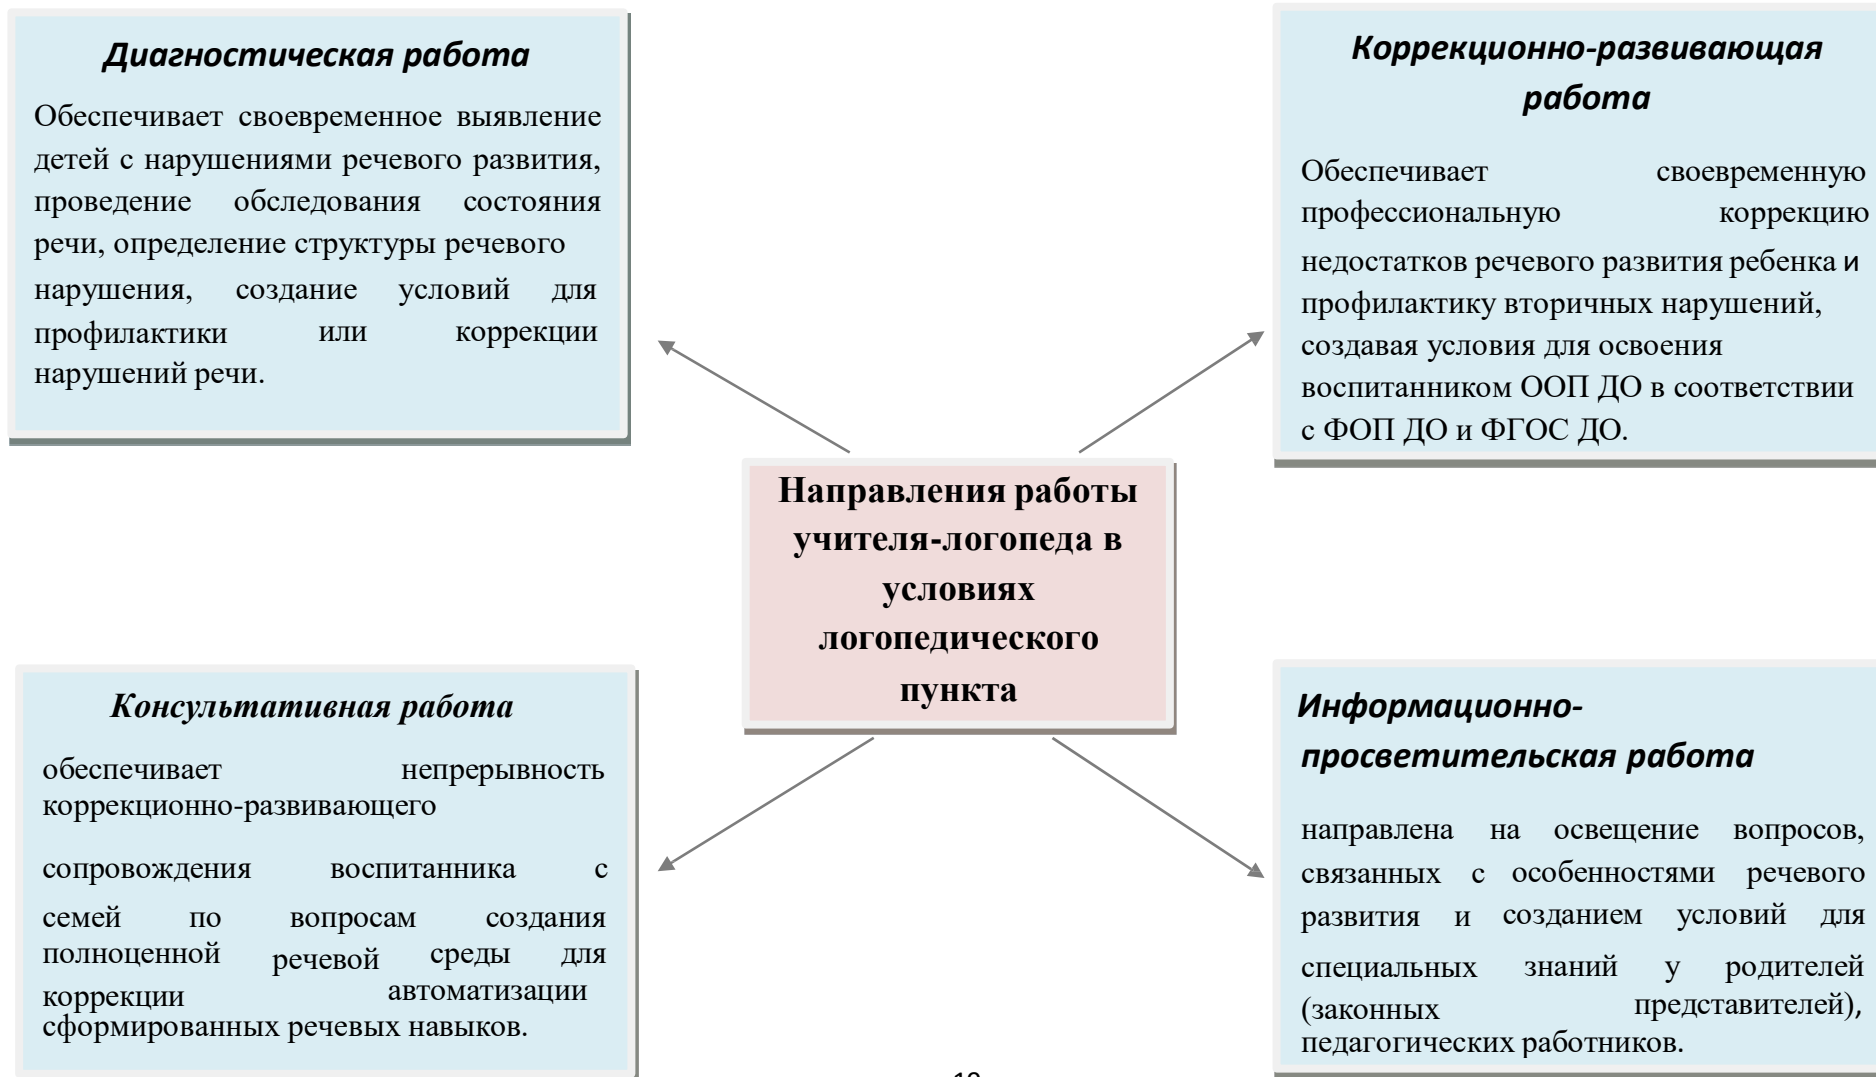 Диагностическая работа
Обеспечивает своевременное выявление
детей с нарушениями речевого развития,
проведение обследования состояния
речи, определение структуры речевого
нарушения, создание условий для
профилактики или коррекции
нарушений речи.
Коррекционно-развивающая
работа
Обеспечивает своевременную
профессиональную коррекцию
недостатков речевого развития ребенка и
профилактику вторичных нарушений,
создавая условия для освоения
воспитанником ООП ДО в соответствии
с ФОП ДО и ФГОС ДО.
Направления работы
учителя-логопеда в
условиях
логопедического
пункта
Консультативная работа
обеспечивает непрерывность
коррекционно-развивающего
сопровождения воспитанника с
семей по вопросам создания
полноценной речевой среды для
коррекции автоматизации
сформированных речевых навыков.
Информационно-
просветительская работа
направлена на освещение вопросов,
связанных с особенностями речевого
развития и созданием условий для
специальных знаний у родителей
(законных представителей),
педагогических работников.